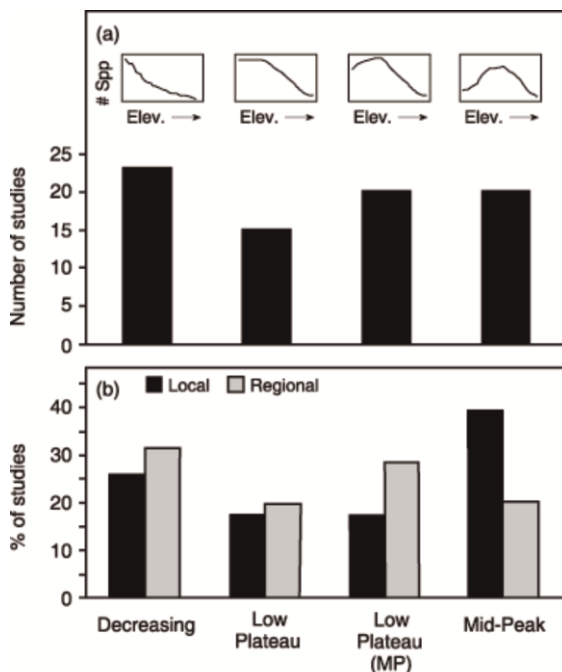 (a)
# Spp
Elev. → Elev. → Elev. → Elev. →
Number of studies
25
20
15
10
5
0
(b)
Local Regional
% of studies
40
30
20
10
0
Decreasing Low Plateau Low Plateau (MP) Mid-Peak